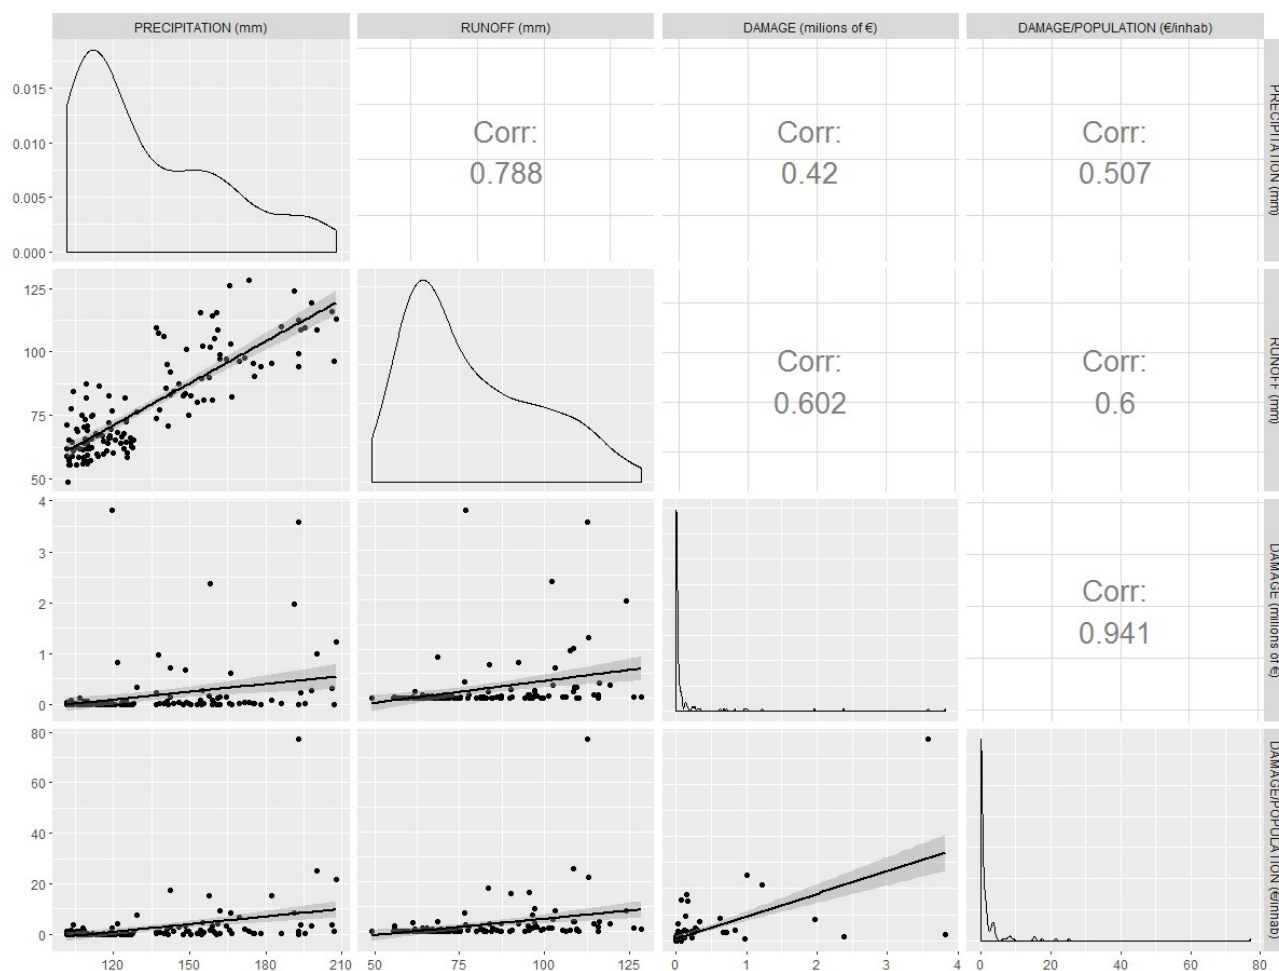 PRECIPITATION (mm)
RUNOFF (mm)
DAMAGE (milions of €)
DAMAGE/POPULATION (€/inhab)
0.015
0.010
0.005
0.000
Corr:
0.788
Corr:
0.42
Corr:
0.507
PRECIPITATION (mm)
125
100
75
50
Corr:
0.602
Corr:
0.6
RUNOFF (mm)
4
3
2
1
0
Corr:
0.941
DAMAGE (milions of €)
80
60
40
20
0
DAMAGE/POPULATION (€/inhab)
120 150 180 210
50 75 100 125
0 1 2 3 4
0 20 40 60 80